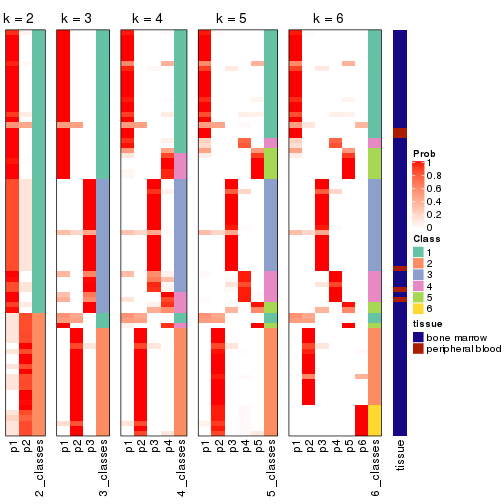 k = 2
k = 3
k = 4
k = 5
k = 6
Prob
1
0.8
0.6
0.4
0.2
0
Class
1
2
3
4
5
6
tissue
bone marrow
peripheral blood
p1
p2
2_classes
p1
p2
p3
3_classes
p1
p2
p3
p4
4_classes
p1
p2
p3
p4
p5
5_classes
p1
p2
p3
p4
p5
p6
6_classes
tissue